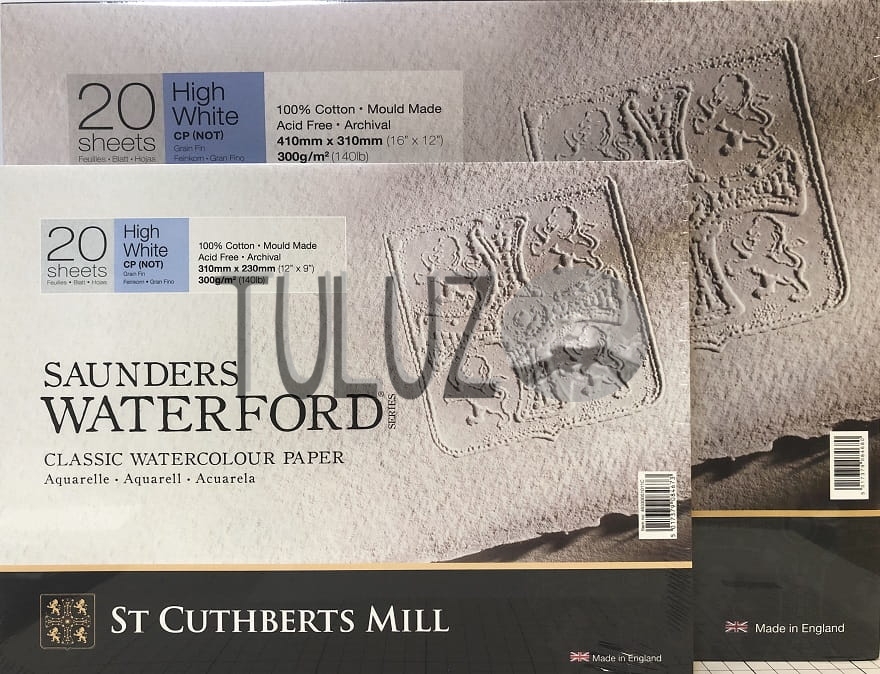 20
sheets
Feuilles • Blatt • Hojas
High
White
CP (NOT)
Grain Fin
Feinkorn • Gran Fino
100% Cotton • Mould Made
Acid Free • Archival
410mm x 310mm (16" x 12")
300g/m² (140lb)
20
sheets
Feuilles • Blatt • Hojas
High
White
CP (NOT)
Grain Fin
Feinkorn • Gran Fino
100% Cotton • Mould Made
Acid Free • Archival
310mm x 230mm (12" x 9")
300g/m² (140lb)
TULUZ
SAUNDERS
WATERFORD®
SERIES
CLASSIC WATERCOLOUR PAPER
Aquarelle • Aquarell • Acuarela
ST CUTHBERTS MILL
Made in England
Made in England